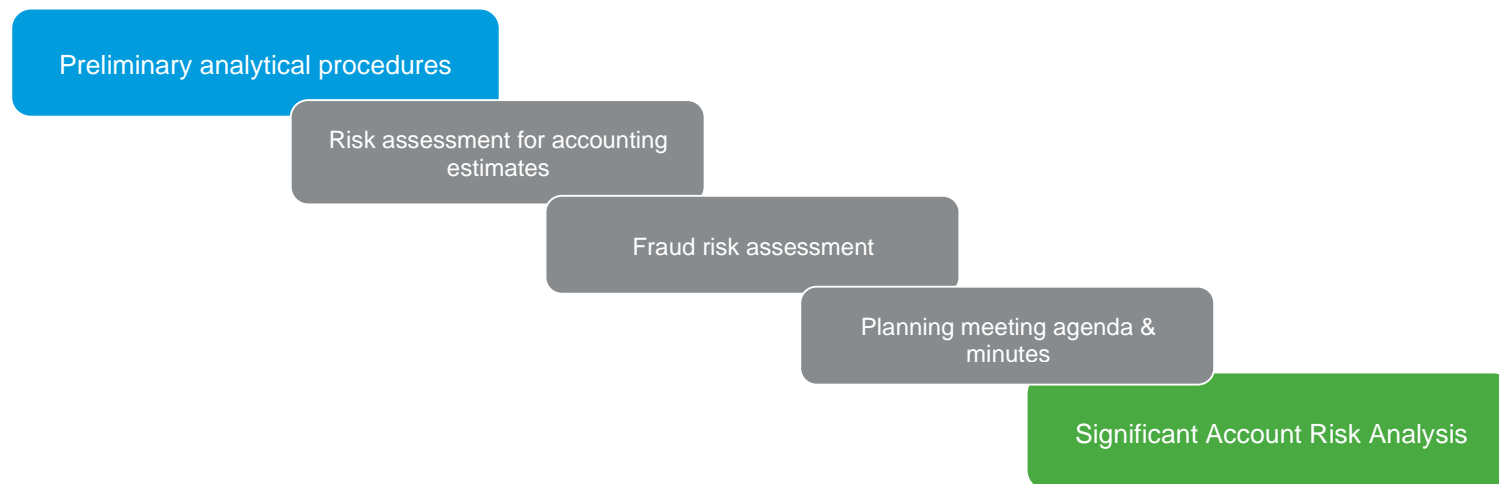 Preliminary analytical procedures
Risk assessment for accounting
estimates
Fraud risk assessment
Planning meeting agenda &
minutes
Significant Account Risk Analysis